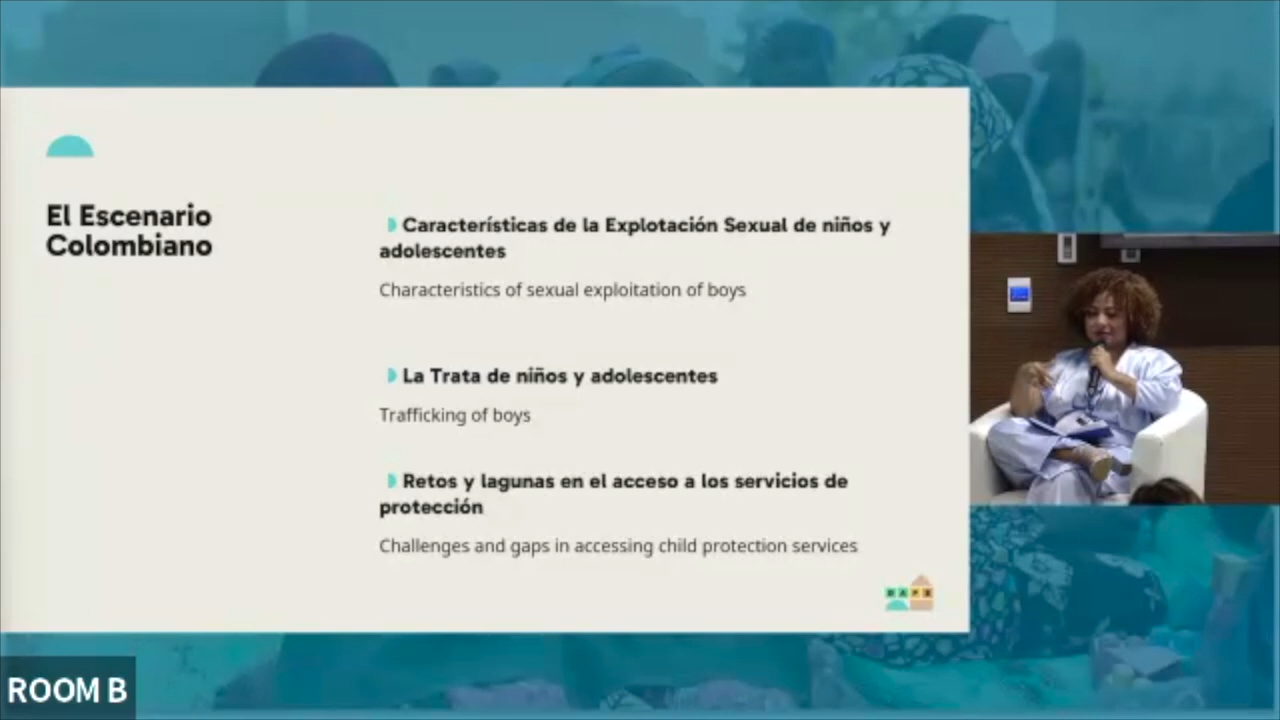 El Escenario
Colombiano
Características de la Explotación Sexual de niños y
adolescentes
Characteristics of sexual exploitation of boys
La Trata de niños y adolescentes
Trafficking of boys
Retos y lagunas en el acceso a los servicios de
protección
Challenges and gaps in accessing child protection services
ROOM B